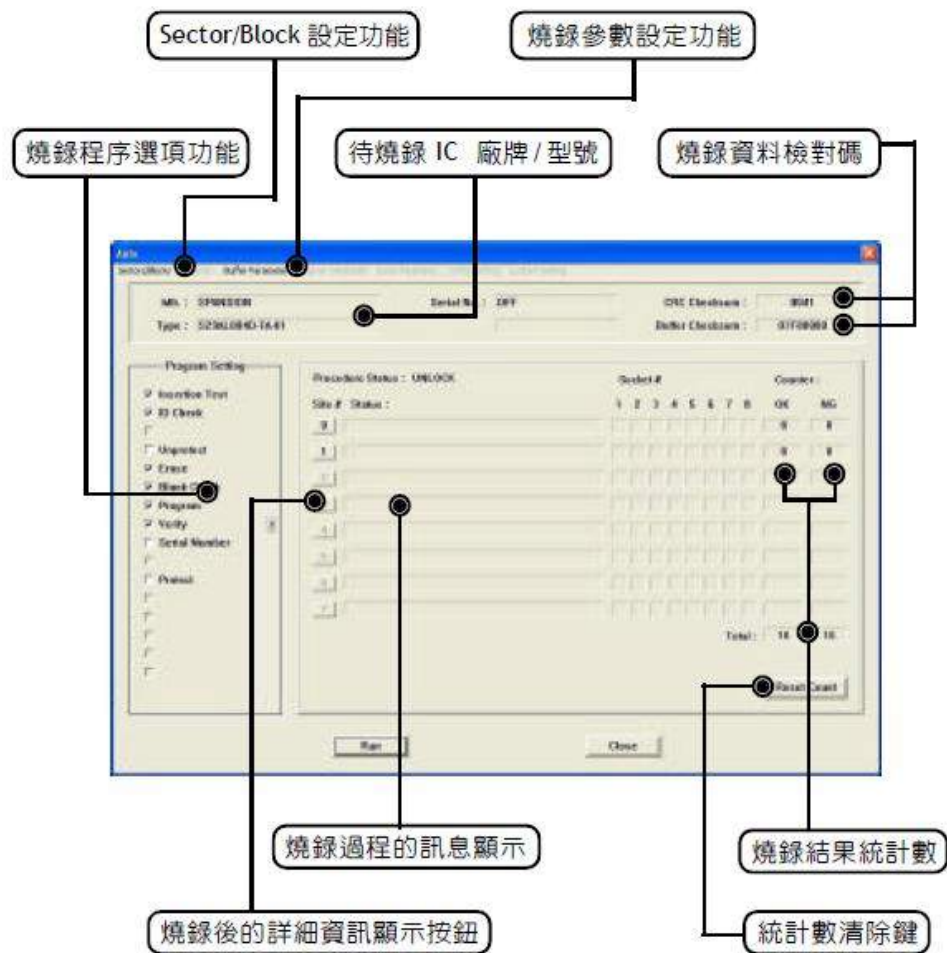 Sector/Block 設定功能
燒錄參數設定功能
燒錄程序選項功能
待燒錄 IC 廠牌/型號
燒錄資料檢對碼
Auto
Sector/Block
Buffer Parameter
Mfr. : SPANSION
Serial No. : OFF
CRC Checksum :
Type :
Buffer Checksum : 07F80000
Program Setting
Insertion Test
ID Check
Unprotect
Erase
Blank
Program
Verify
Serial Number
Protect
Procedure Status : UNLOCK
Socket #
Counter :
Site # Status :
1 2 3 4 5 6 7 8 OK NG
0 0 0
1 0 0
Total :
Reset Count
Run
Close
燒錄過程的訊息顯示
燒錄結果統計數
燒錄後的詳細資訊顯示按鈕
統計數清除鍵